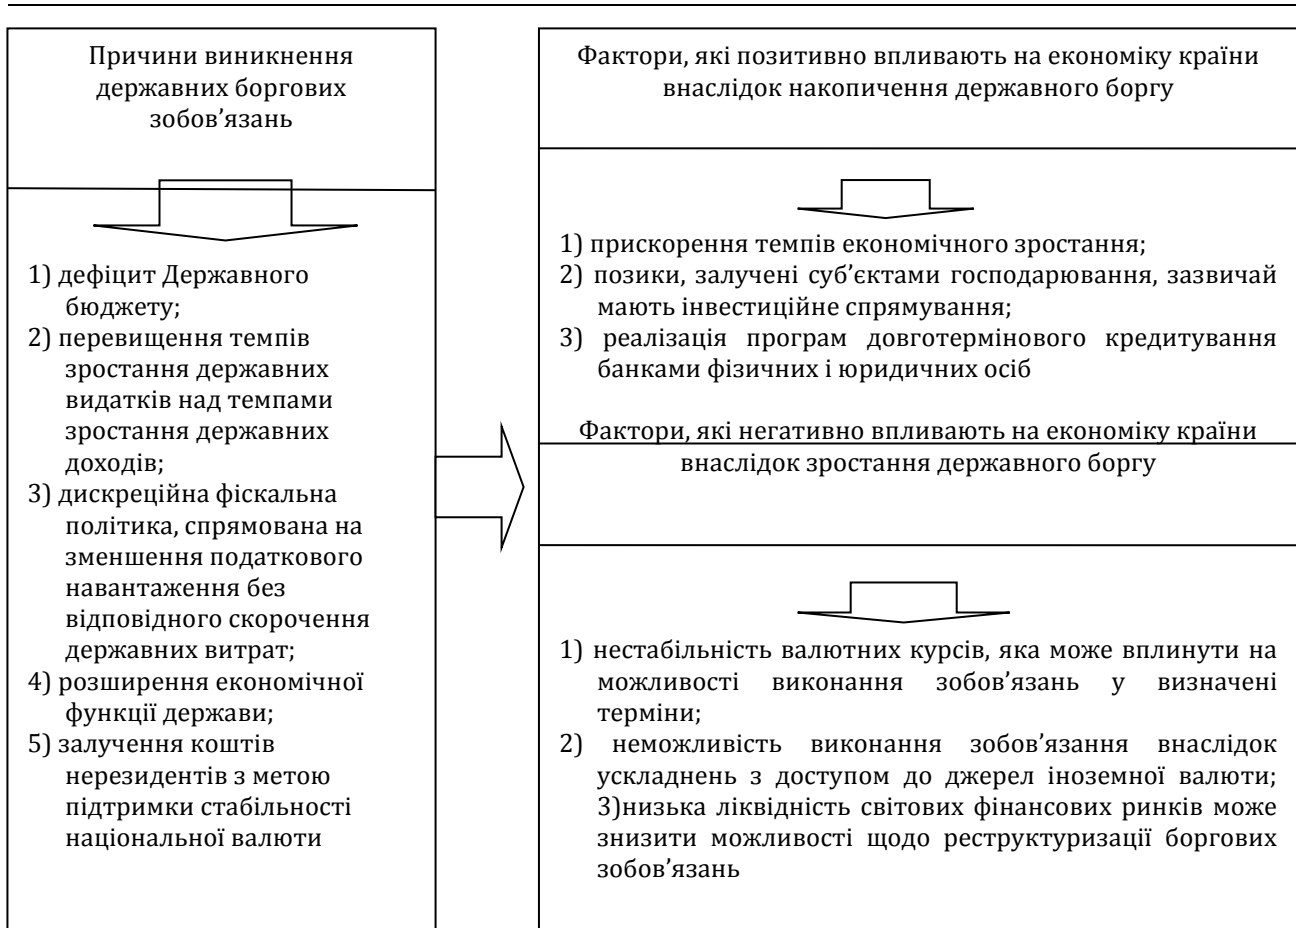 Причини виникнення
державних боргових
зобов’язань
1) дефіцит Державного
бюджету;
2) перевищення темпів
зростання державних
видатків над темпами
зростання державних
доходів;
3) дискреційна фіскальна
політика, спрямована на
зменшення податкового
навантаження без
відповідного скорочення
державних витрат;
4) розширення економічної
функції держави;
5) залучення коштів
нерезидентів з метою
підтримки стабільності
національної валюти
Фактори, які позитивно впливають на економіку країни
внаслідок накопичення державного боргу
1) прискорення темпів економічного зростання;
2) позики, залучені суб’єктами господарювання, зазвичай
мають інвестиційне спрямування;
3) реалізація програм довготермінового кредитування
банками фізичних і юридичних осіб
Фактори, які негативно впливають на економіку країни
внаслідок зростання державного боргу
1) нестабільність валютних курсів, яка може вплинути на
можливості виконання зобов’язань у визначені
терміни;
2) неможливість виконання зобов’язання внаслідок
ускладнень з доступом до джерел іноземної валюти;
3)низька ліквідність світових фінансових ринків може
знизити можливості щодо реструктуризації боргових
зобов’язань